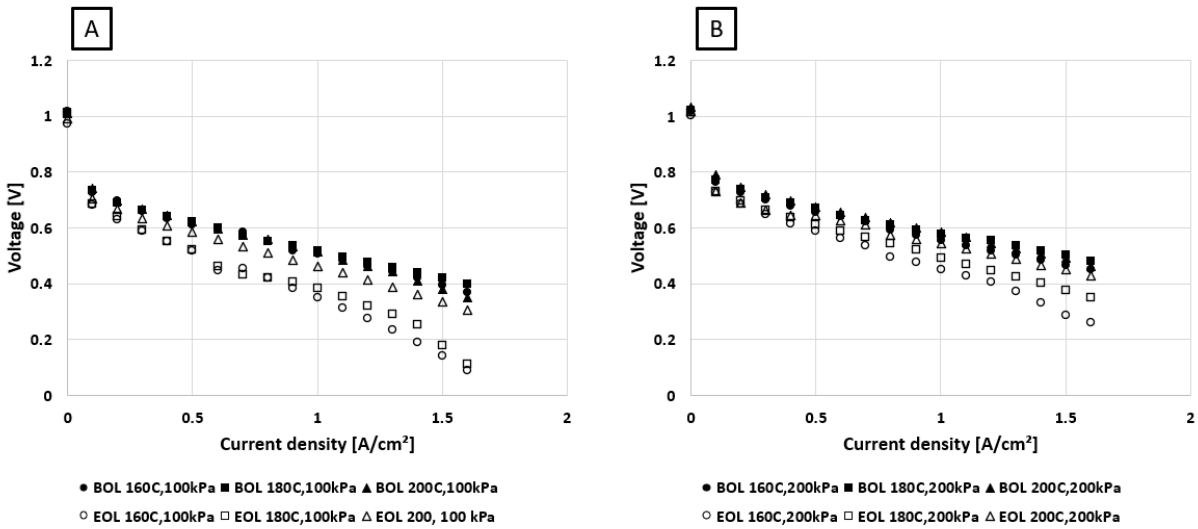 A
1.2
1
0.8
0.6
0.4
0.2
0
Voltage [V]
0 0.5 1 1.5 2
Current density [A/cm²]
BOL 160C,100kPa BOL 180C,100kPa BOL 200C,100kPa
EOL 160C,100kPa EOL 180C,100kPa EOL 200, 100 kPa
B
1.2
1
0.8
0.6
0.4
0.2
0
Voltage [V]
0 0.5 1 1.5 2
Current density [A/cm²]
BOL 160C,200kPa BOL 180C,200kPa BOL 200C,200kPa
EOL 160C,200kPa EOL 180C,200kPa EOL 200C,200kPa